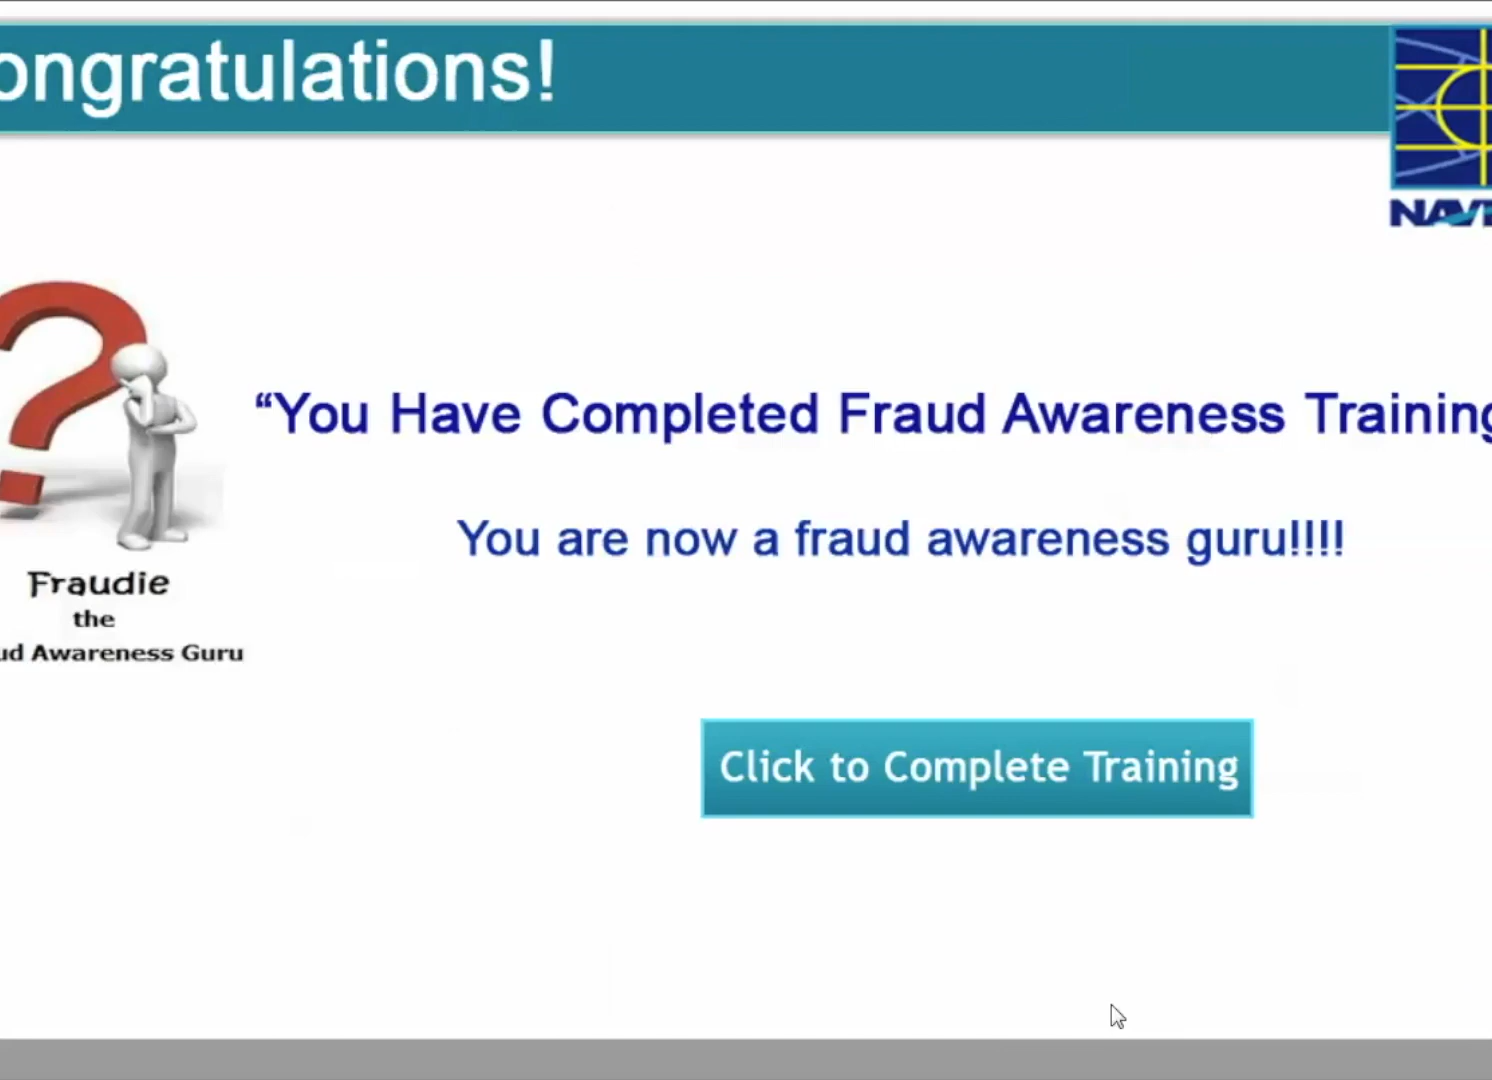 ongratulations!
NAV
“You Have Completed Fraud Awareness Training
You are now a fraud awareness guru!!!!
Fraudie
the
ud Awareness Guru
Click to Complete Training